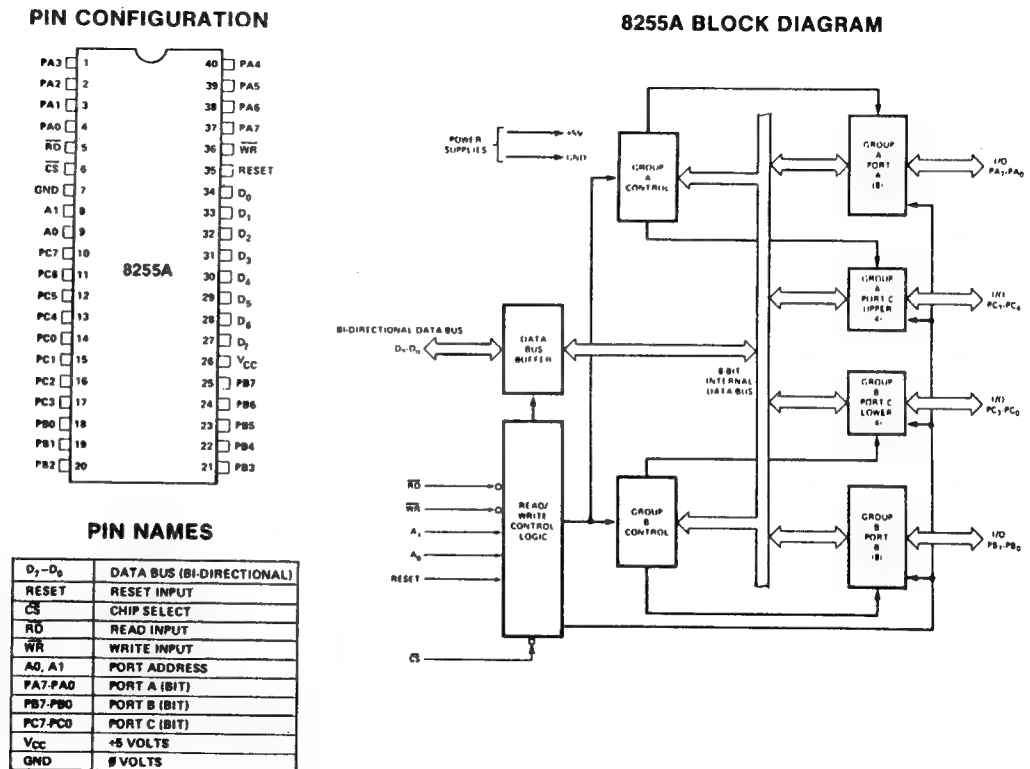 PIN CONFIGURATION
PA3 1
PA2 2
PA1 3
PA0 4
RD 5
CS 6
GND 7
A1 8
A0 9
PC7 10
PC6 11
PC5 12
PC4 13
PC0 14
PC1 15
PC2 16
PC3 17
PB0 18
PB1 19
PB2 20
8255A
40 PA4
39 PA5
38 PA6
37 PA7
36 WR
35 RESET
34 D0
33 D1
32 D2
31 D3
30 D4
29 D5
28 D6
27 D7
26 VCC
25 PB7
24 PB6
23 PB5
22 PB4
21 PB3
PIN NAMES
D7-D0 DATA BUS (BI-DIRECTIONAL)
RESET RESET INPUT
CS CHIP SELECT
RD READ INPUT
WR WRITE INPUT
A0, A1 PORT ADDRESS
PA7-PA0 PORT A (BIT)
PB7-PB0 PORT B (BIT)
PC7-PC0 PORT C (BIT)
VCC +5 VOLTS
GND 0 VOLTS
8255A BLOCK DIAGRAM
POWER
SUPPLIES
+5V
GND
GROUP
A
CONTROL
GROUP
A
PORT
A
(8)
I/O
PA7-PA0
GROUP
A
PORT C
UPPER
(4)
I/O
PC7-PC4
BI-DIRECTIONAL DATA BUS
D7-D0
DATA
BUS
BUFFER
8-BIT
INTERNAL
DATA BUS
GROUP
B
PORT C
LOWER
(4)
I/O
PC3-PC0
RD
WR
A1
A0
RESET
CS
READ/
WRITE
CONTROL
LOGIC
GROUP
B
CONTROL
GROUP
B
PORT
B
(8)
I/O
PB7-PB0